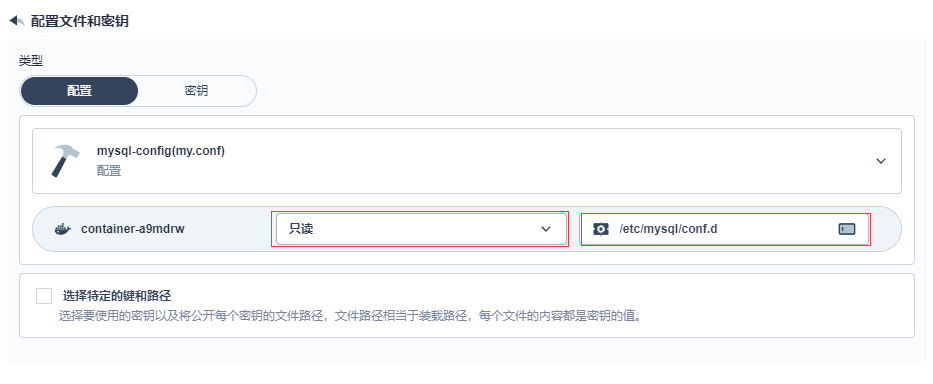 配置文件和密钥
类型
配置
密钥
mysql-config(my.conf)
配置
container-a9mdrw
只读
/etc/mysql/conf.d
选择特定的键和路径
选择要使用的密钥以及将公开每个密钥的文件路径，文件路径相当于装载路径，每个文件的内容都是密钥的值。